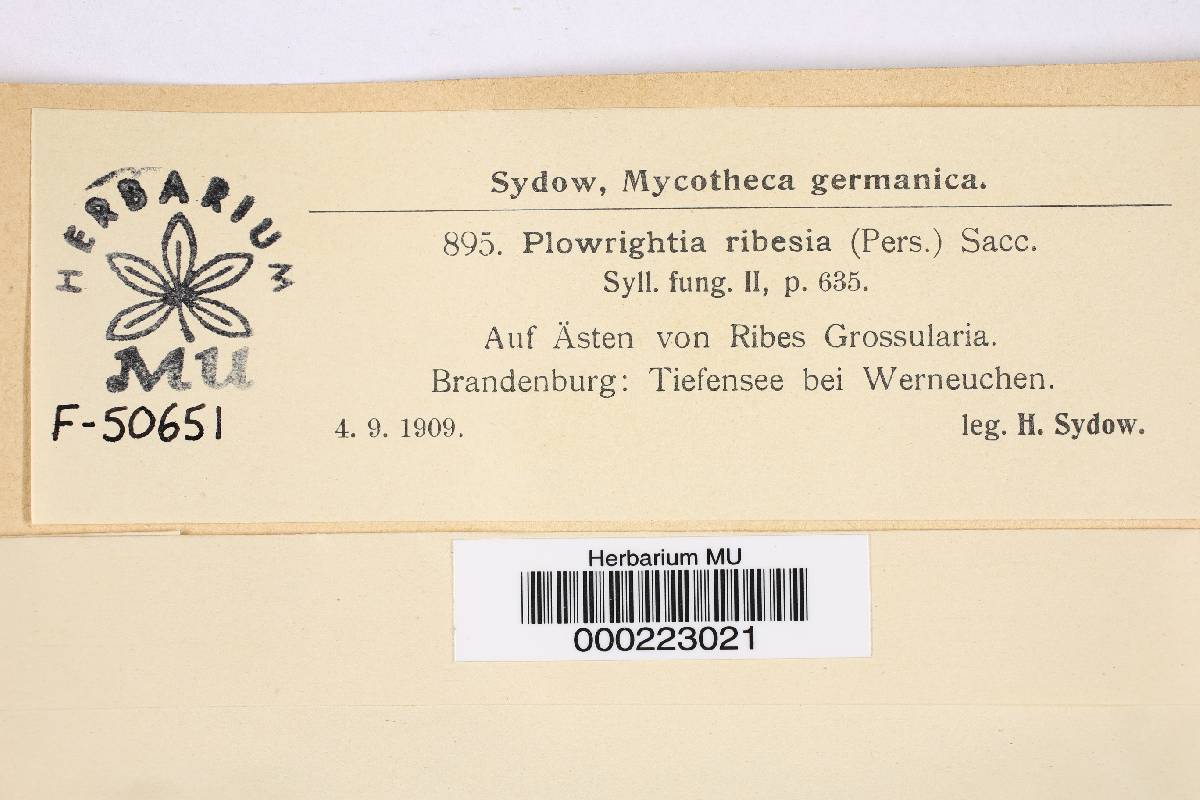 Sydow, Mycotheca germanica.
895. Plowrightia ribesia (Pers.) Sacc.
Syll. fung. II, p. 635.
Auf Ästen von Ribes Grossularia.
Brandenburg: Tiefensee bei Werneuchen.
4. 9. 1909. leg. H. Sydow.
HERBARIUM
MU
F-50651
Herbarium MU
000223021